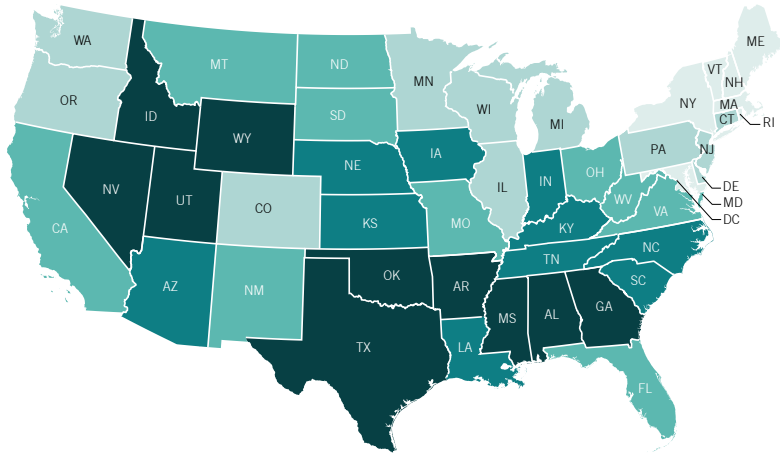 WA
ME
MT
ND
VT
MN
NH
OR
WI
NY
MA
SD
ID
CT
RI
MI
WY
PA
NJ
IA
NE
OH
NV
IN
DE
IL
UT
WV
MD
CO
VA
DC
KS
MO
KY
CA
NC
TN
OK
SC
AZ
AR
NM
GA
MS
AL
TX
LA
FL